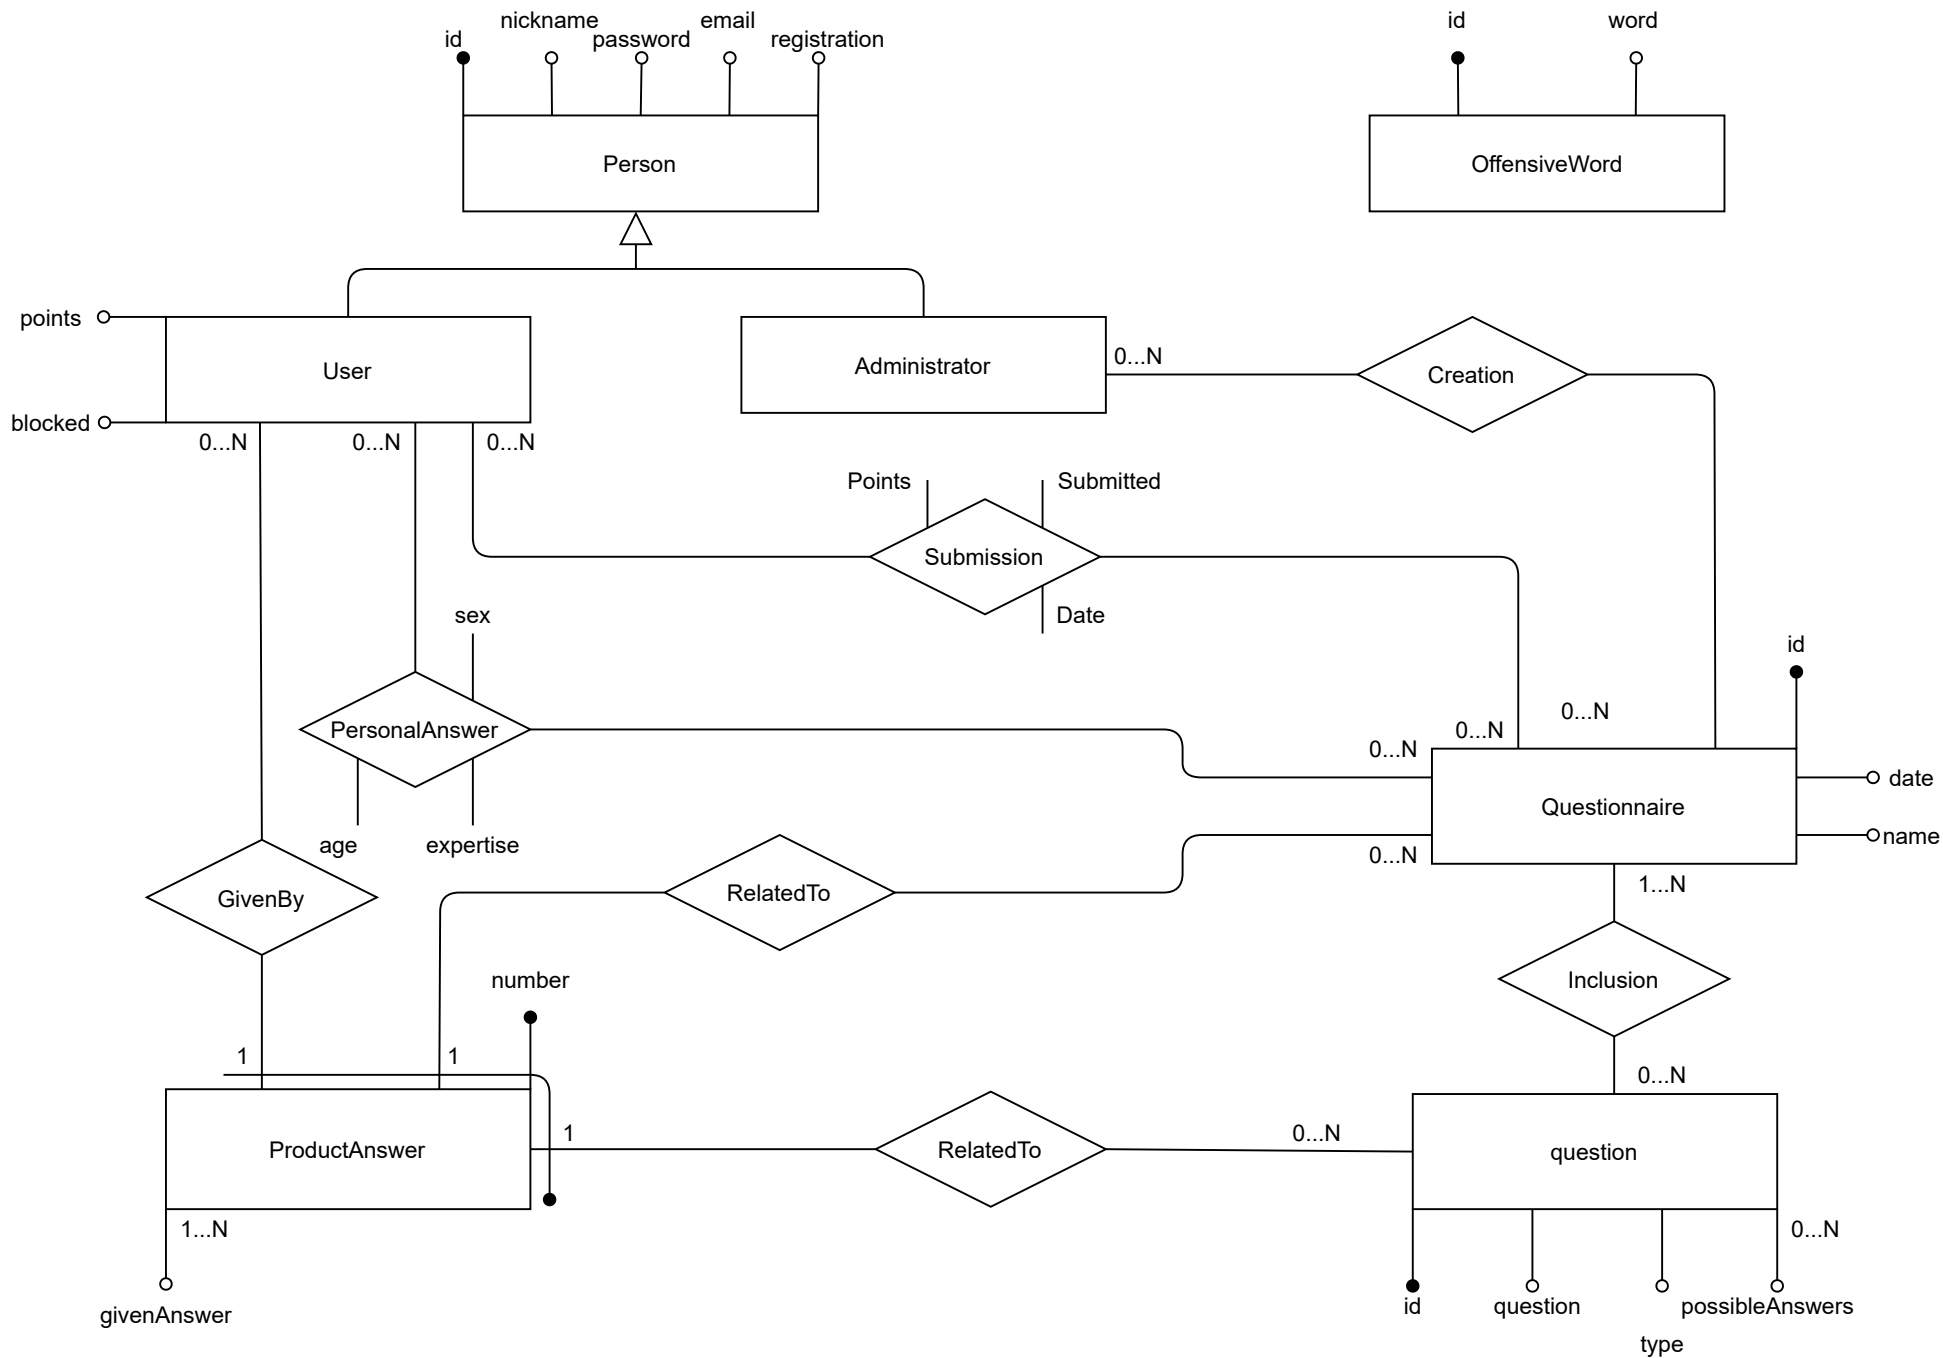 nickname
email
id
word
id
password
registration
Person
OffensiveWord
points
User
Administrator
0...N
Creation
blocked
0...N
0...N
0...N
Points
Submitted
Submission
sex
Date
id
0...N
PersonalAnswer
0...N
0...N
date
Questionnaire
name
age
expertise
0...N
RelatedTo
1...N
GivenBy
number
Inclusion
1
1
0...N
1
0...N
ProductAnswer
RelatedTo
question
1...N
0...N
givenAnswer
id
question
possibleAnswers
type